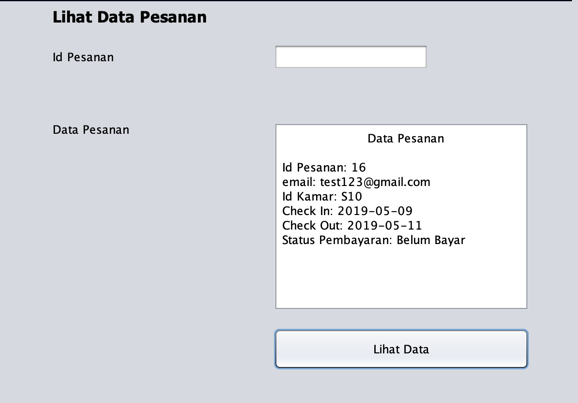 Lihat Data Pesanan
Id Pesanan
Data Pesanan
Data Pesanan
Id Pesanan: 16
email: test123@gmail.com
Id Kamar: S10
Check In: 2019-05-09
Check Out: 2019-05-11
Status Pembayaran: Belum Bayar
Lihat Data